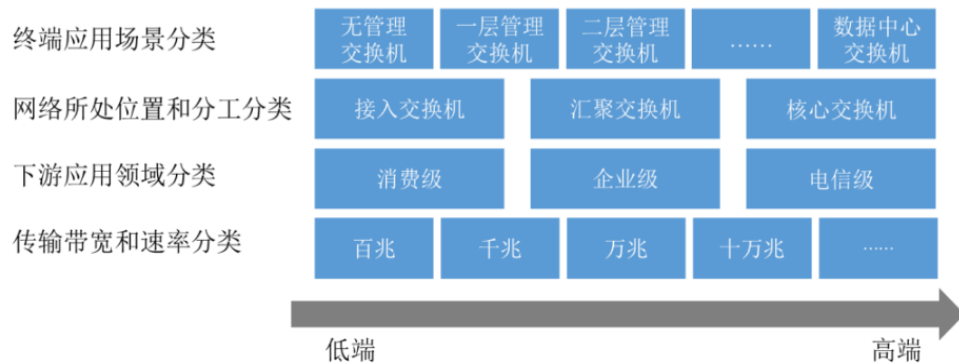 终端应用场景分类
无管理
交换机
一层管理
交换机
二层管理
交换机
……
数据中心
交换机
网络所处位置和分工分类
接入交换机
汇聚交换机
核心交换机
下游应用领域分类
消费级
企业级
电信级
传输带宽和速率分类
百兆
千兆
万兆
十万兆
……
低端
高端